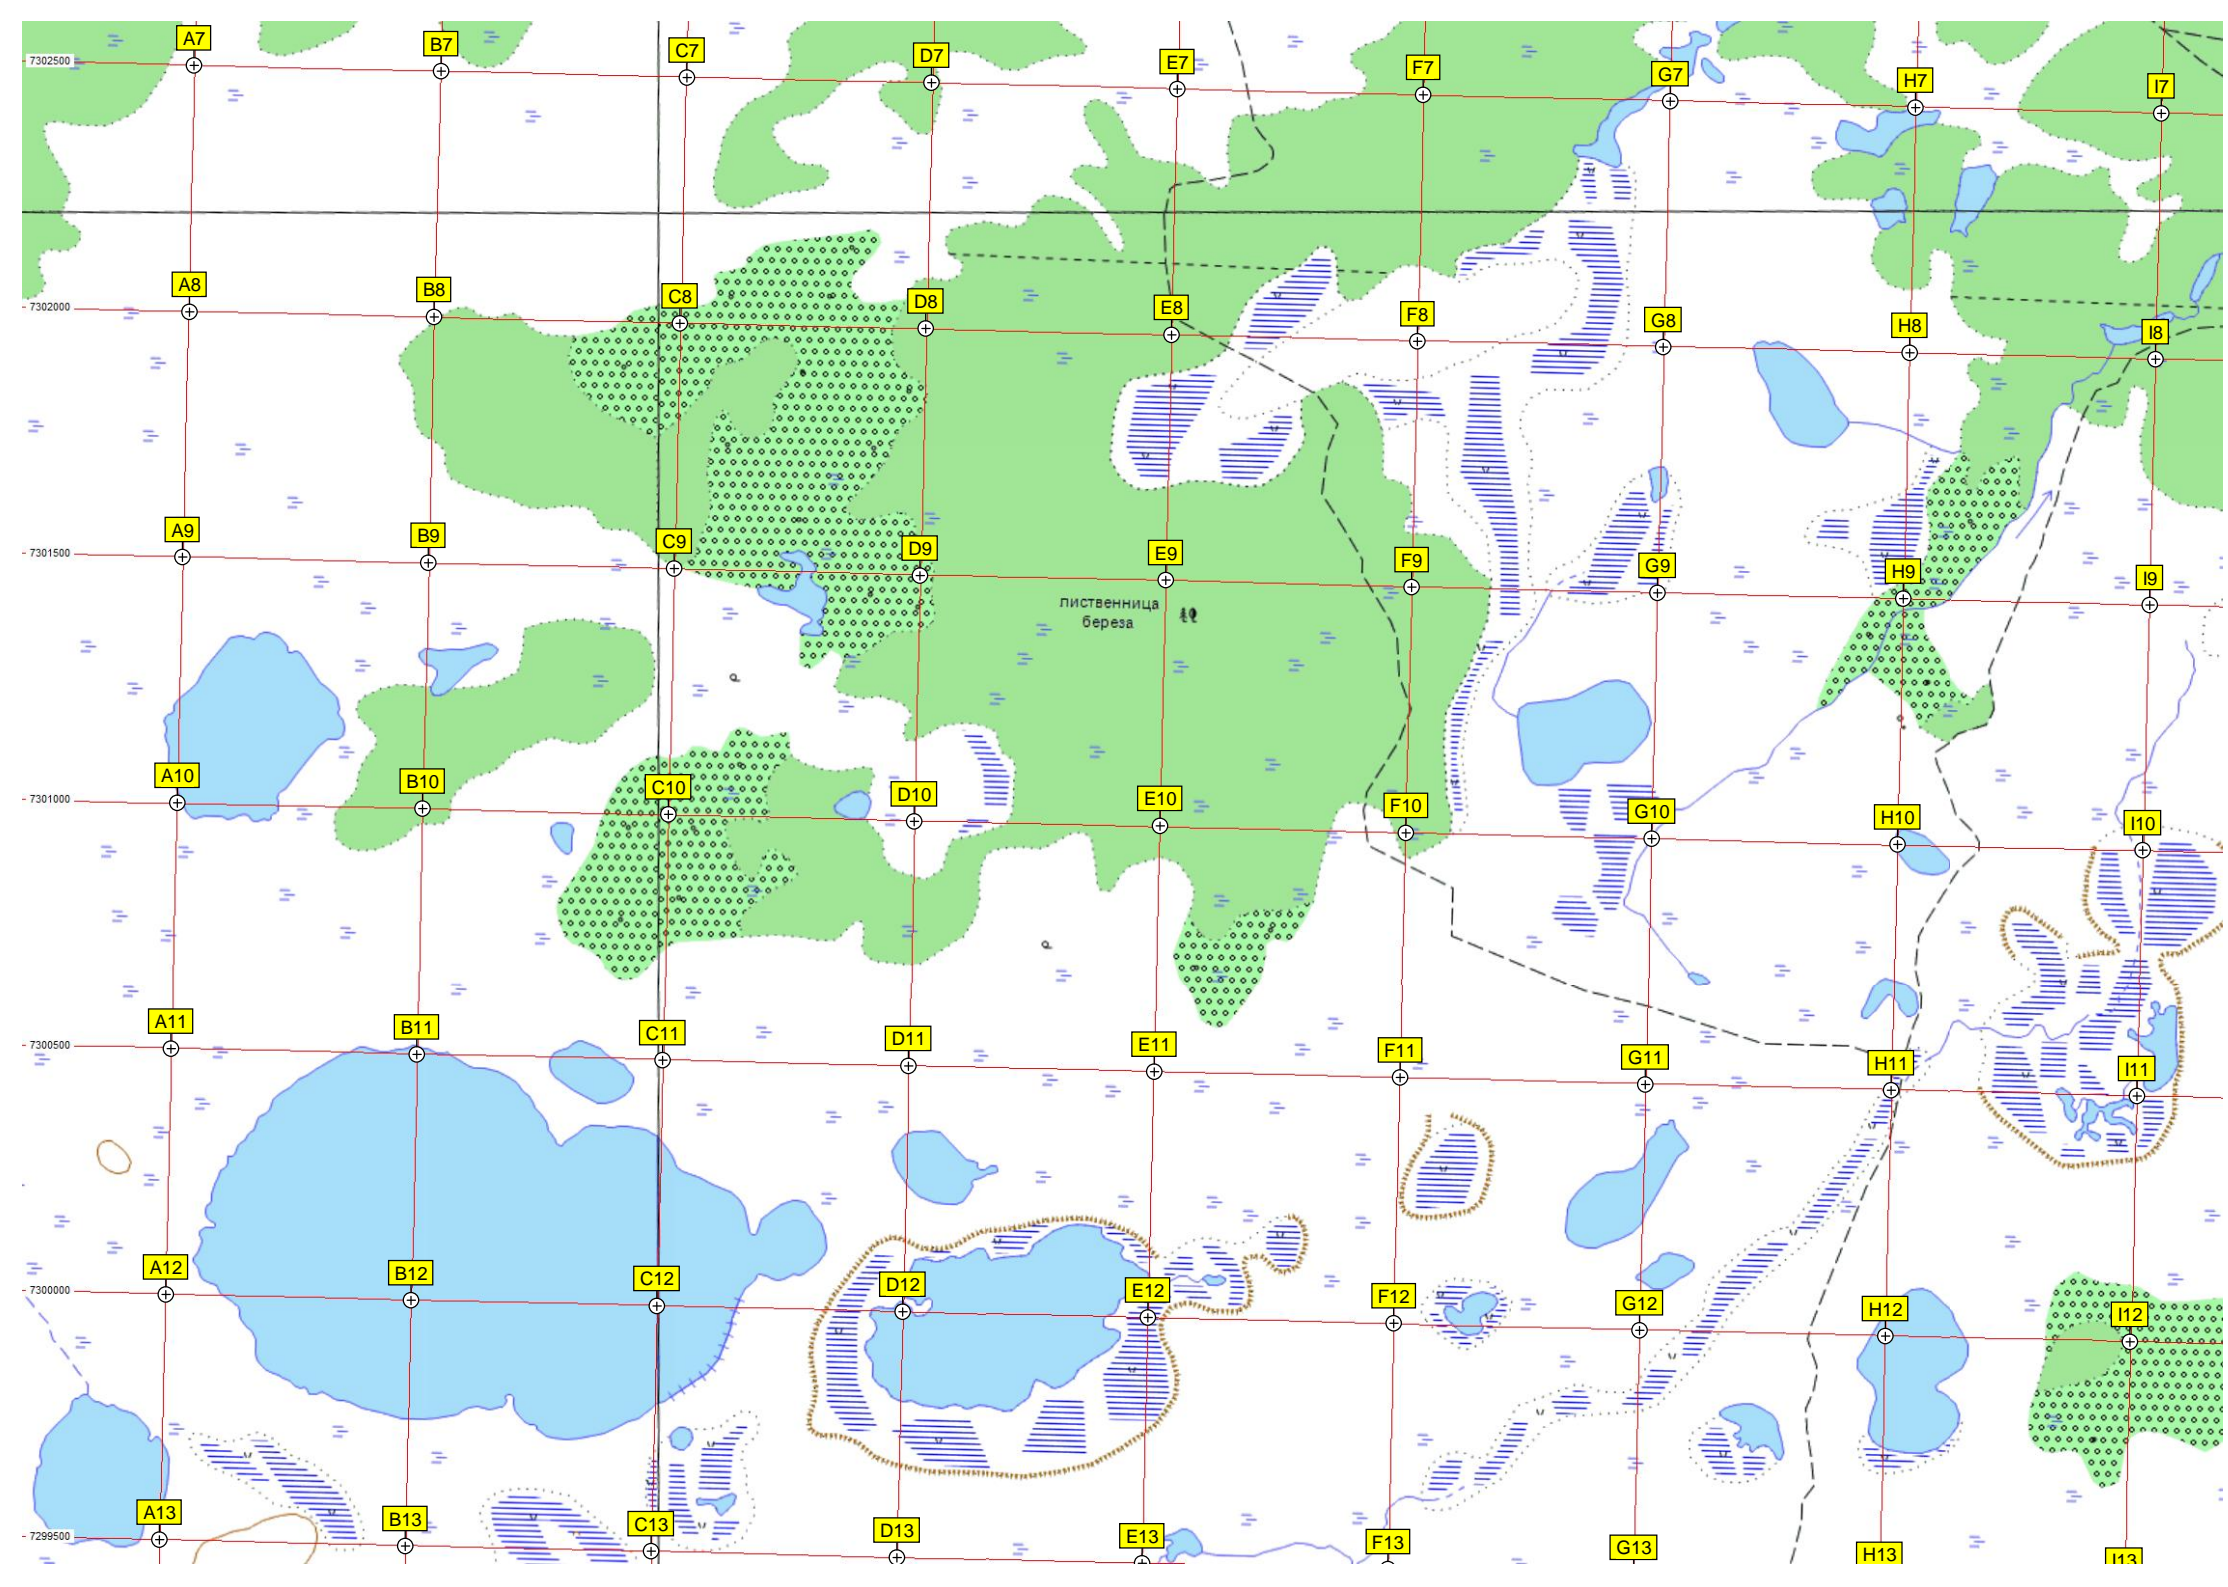 A7 B7 C7 D7 E7 F7 G7 H7 I7
7302500
A8 B8 C8 D8 E8 F8 G8 H8 I8
7302000
A9 B9 C9 D9 E9 F9 G9 H9 I9
7301500
лиственница
береза
A10 B10 C10 D10 E10 F10 G10 H10 I10
7301000
A11 B11 C11 D11 E11 F11 G11 H11 I11
7300500
A12 B12 C12 D12 E12 F12 G12 H12 I12
7300000
A13 B13 C13 D13 E13 F13 G13 H13 I13
7299500